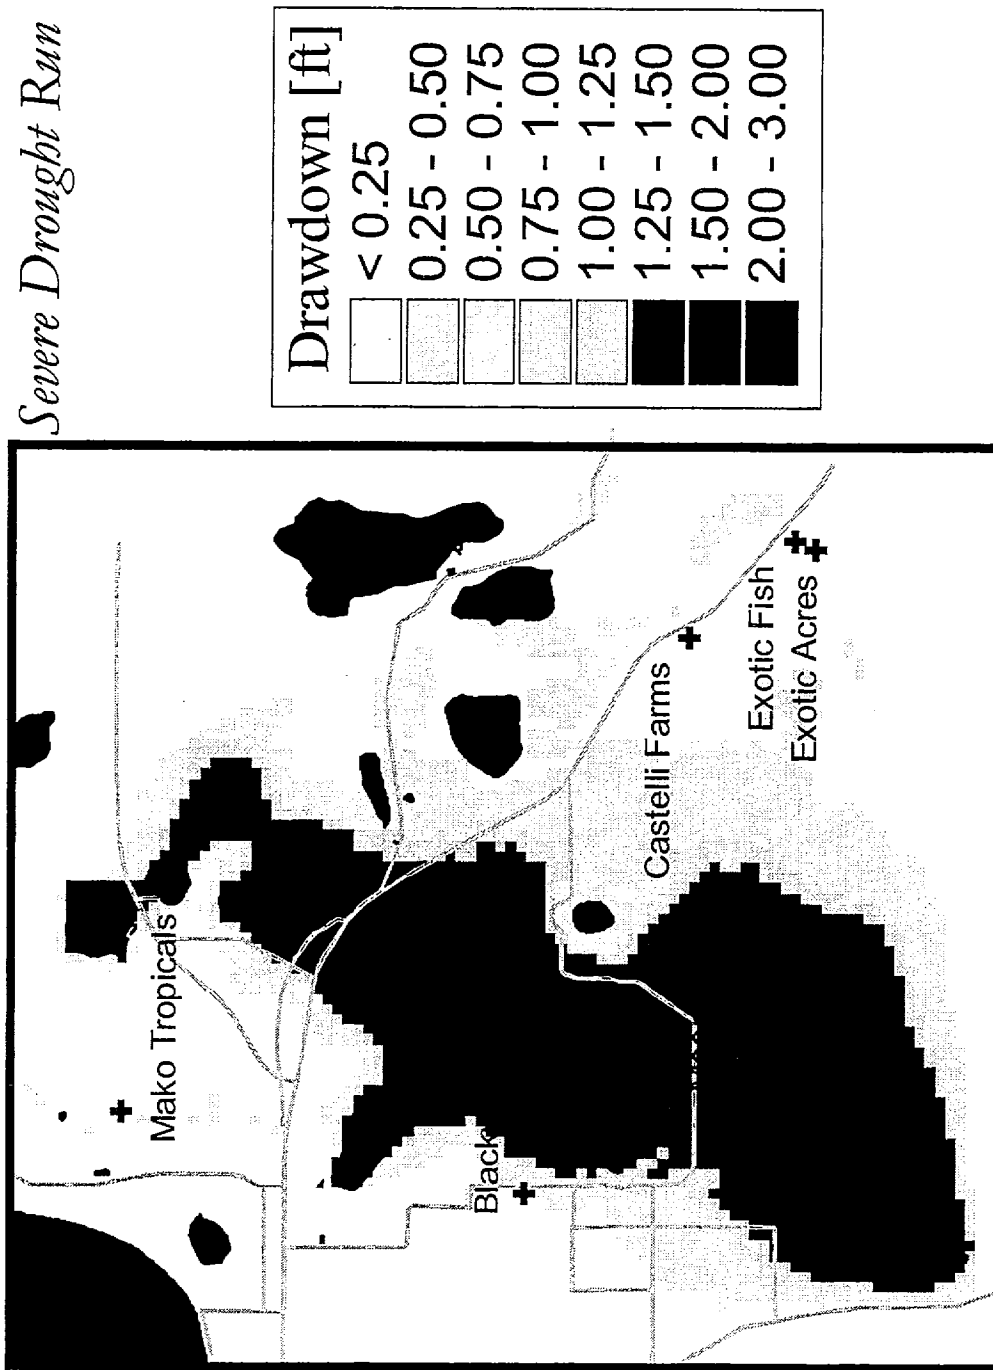 Severe Drought Run
Drawdown [ft]
< 0.25
0.25 - 0.50
0.50 - 0.75
0.75 - 1.00
1.00 - 1.25
1.25 - 1.50
1.50 - 2.00
2.00 - 3.00
Mako Tropicals
Black
Castelli Farms
Exotic Fish
Exotic Acres